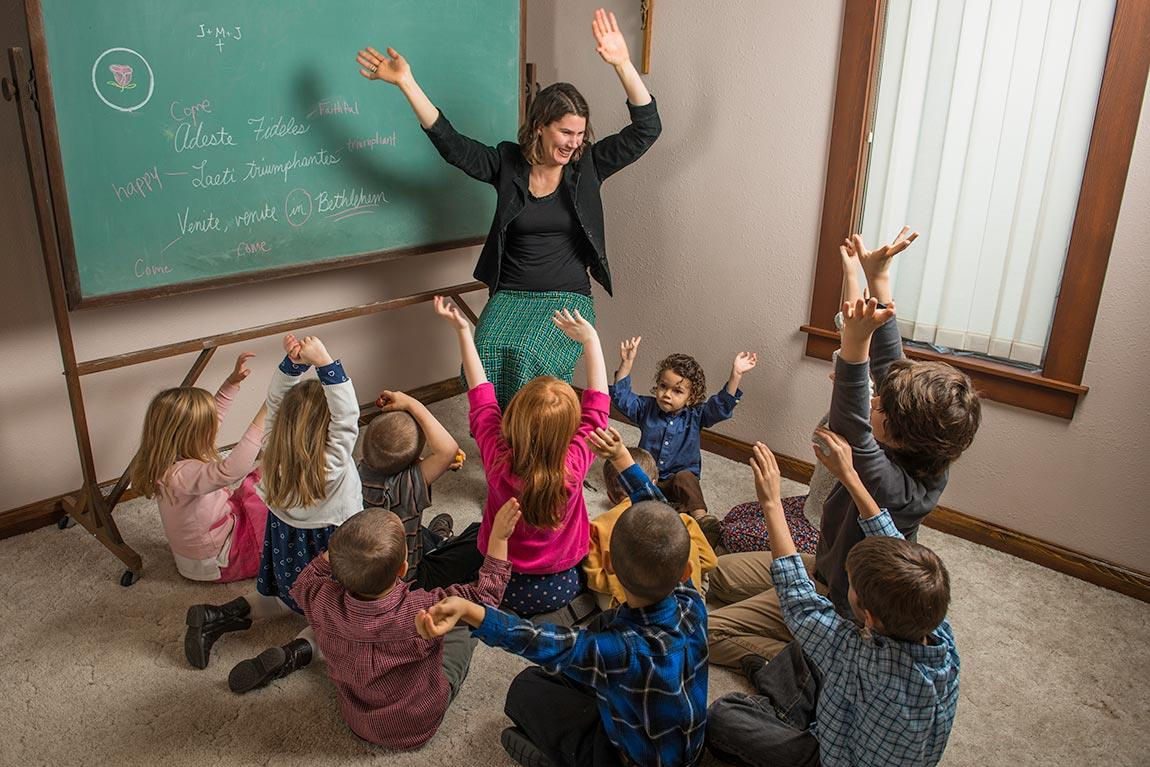 J+M+J
+
Come Faithful
Adeste Fideles
triumphant
happy Laeti triumphantes
Venite, venite in Bethlehem
Come Come